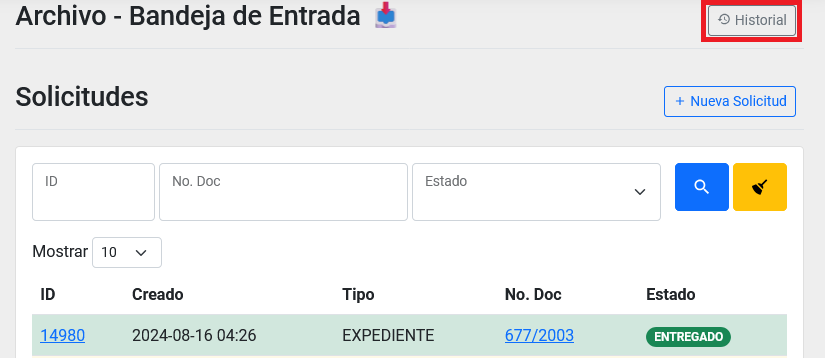 Archivo - Bandeja de Entrada
Historial
Solicitudes
+ Nueva Solicitud
ID No. Doc Estado
Mostrar 10
ID Creado Tipo No. Doc Estado
14980 2024-08-16 04:26 EXPEDIENTE 677/2003 ENTREGADO